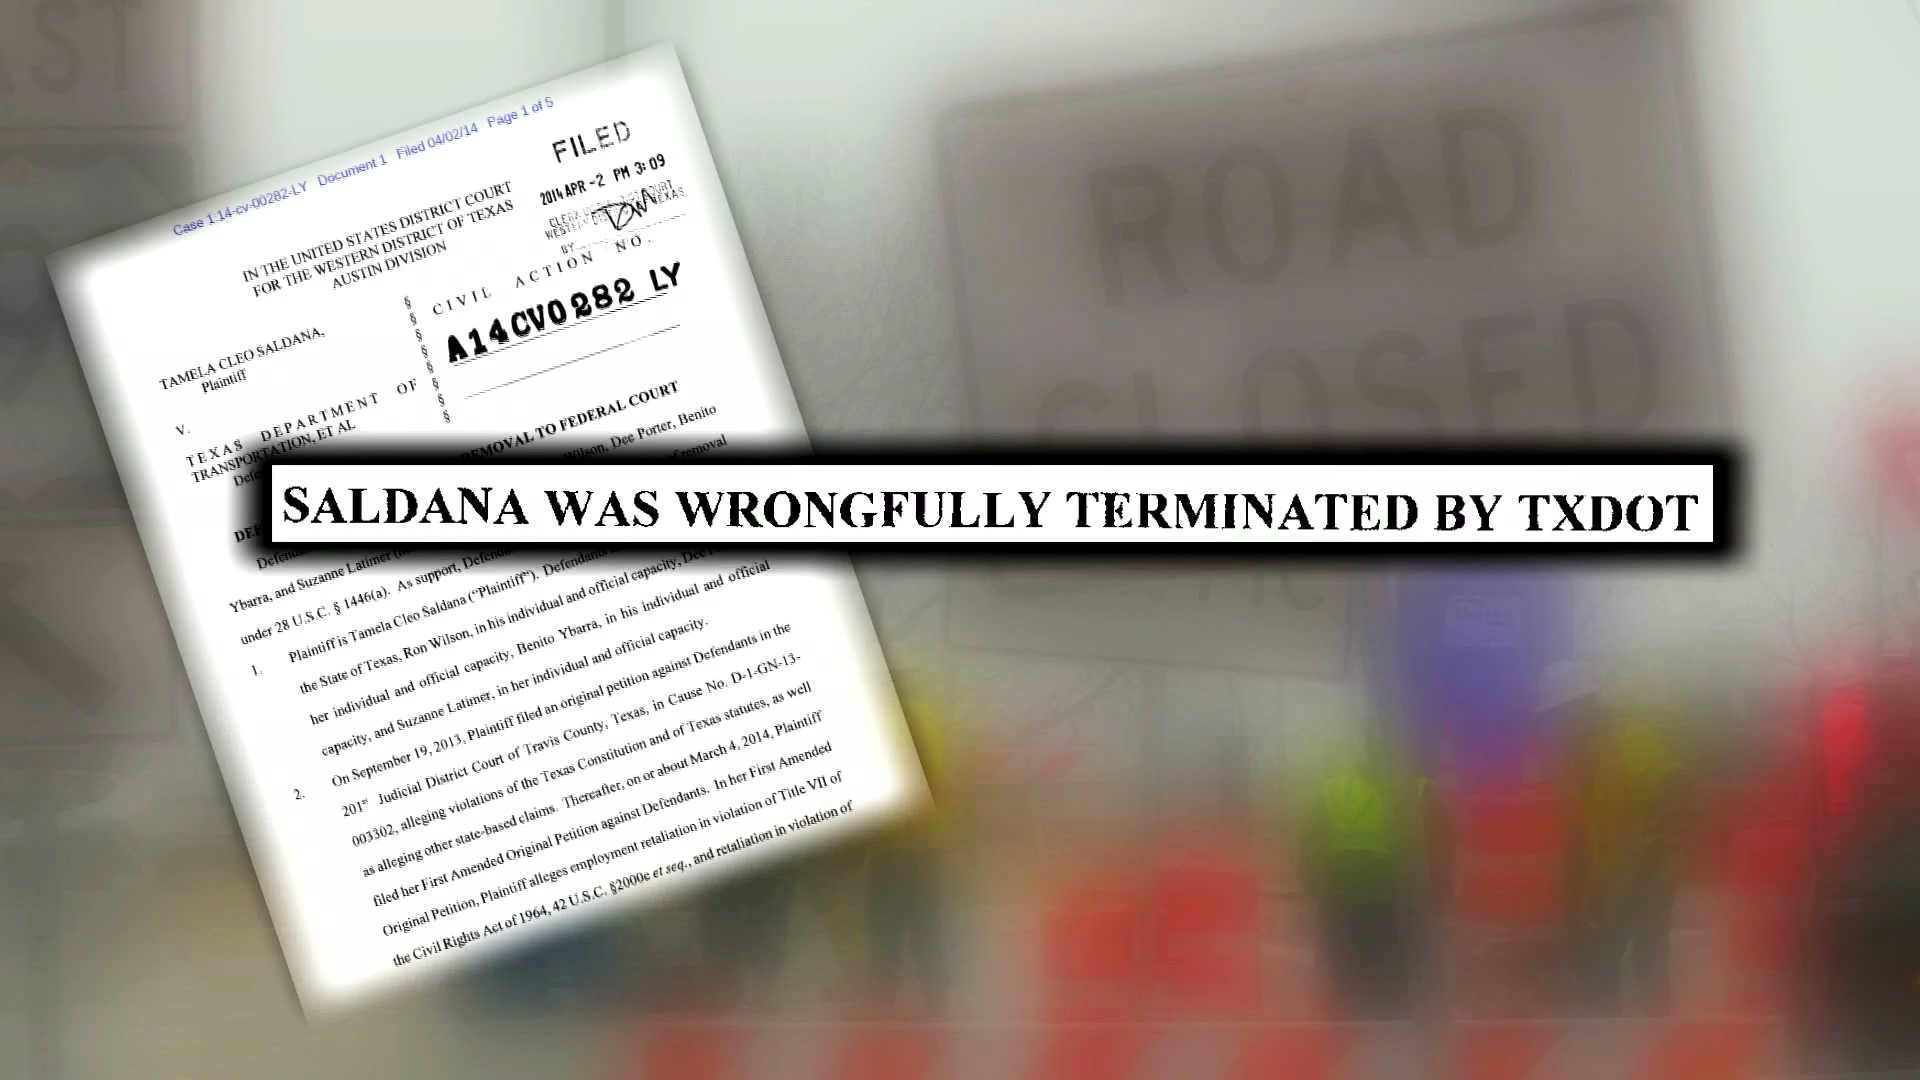 Case 1:14-cv-00282-LY Document 1 Filed 04/02/14 Page 1 of 5
FILED
2014 APR -2 PM 3:09
IN THE UNITED STATES DISTRICT COURT
FOR THE WESTERN DISTRICT OF TEXAS
AUSTIN DIVISION
BY
TAMELA CLEO SALDANA,
Plaintiff
V.
TEXAS DEPARTMENT OF
TRANSPORTATION, ET AL
§
§
§
§
§
§
§
§
CIVIL ACTION NO.
A14CV0282 LY
REMOVAL TO FEDERAL COURT
Wilson, Dee Porter, Benito
of removal
SALDANA WAS WRONGFULLY TERMINATED BY TXDOT
Ybarra, and Suzanne Latimer
under 28 U.S.C. § 1446(a). As support,
1. Plaintiff is Tamela Cleo Saldana ("Plaintiff"). Defendants
the State of Texas, Ron Wilson, in his individual and official capacity,
her individual and official capacity, Benito Ybarra, in his individual and official
capacity, and Suzanne Latimer, in her individual and official capacity.
2. On September 19, 2013, Plaintiff filed an original petition against Defendants in the
201st Judicial District Court of Travis County, Texas, in Cause No. D-1-GN-13-
003302, alleging violations of the Texas Constitution and of Texas statutes, as well
as alleging other state-based claims. Thereafter, on or about March 4, 2014, Plaintiff
filed her First Amended Original Petition against Defendants. In her First Amended
Original Petition, Plaintiff alleges employment retaliation in violation of Title VII of
the Civil Rights Act of 1964, 42 U.S.C. §2000e et seq., and retaliation in violation of
ROAD
CLOSED